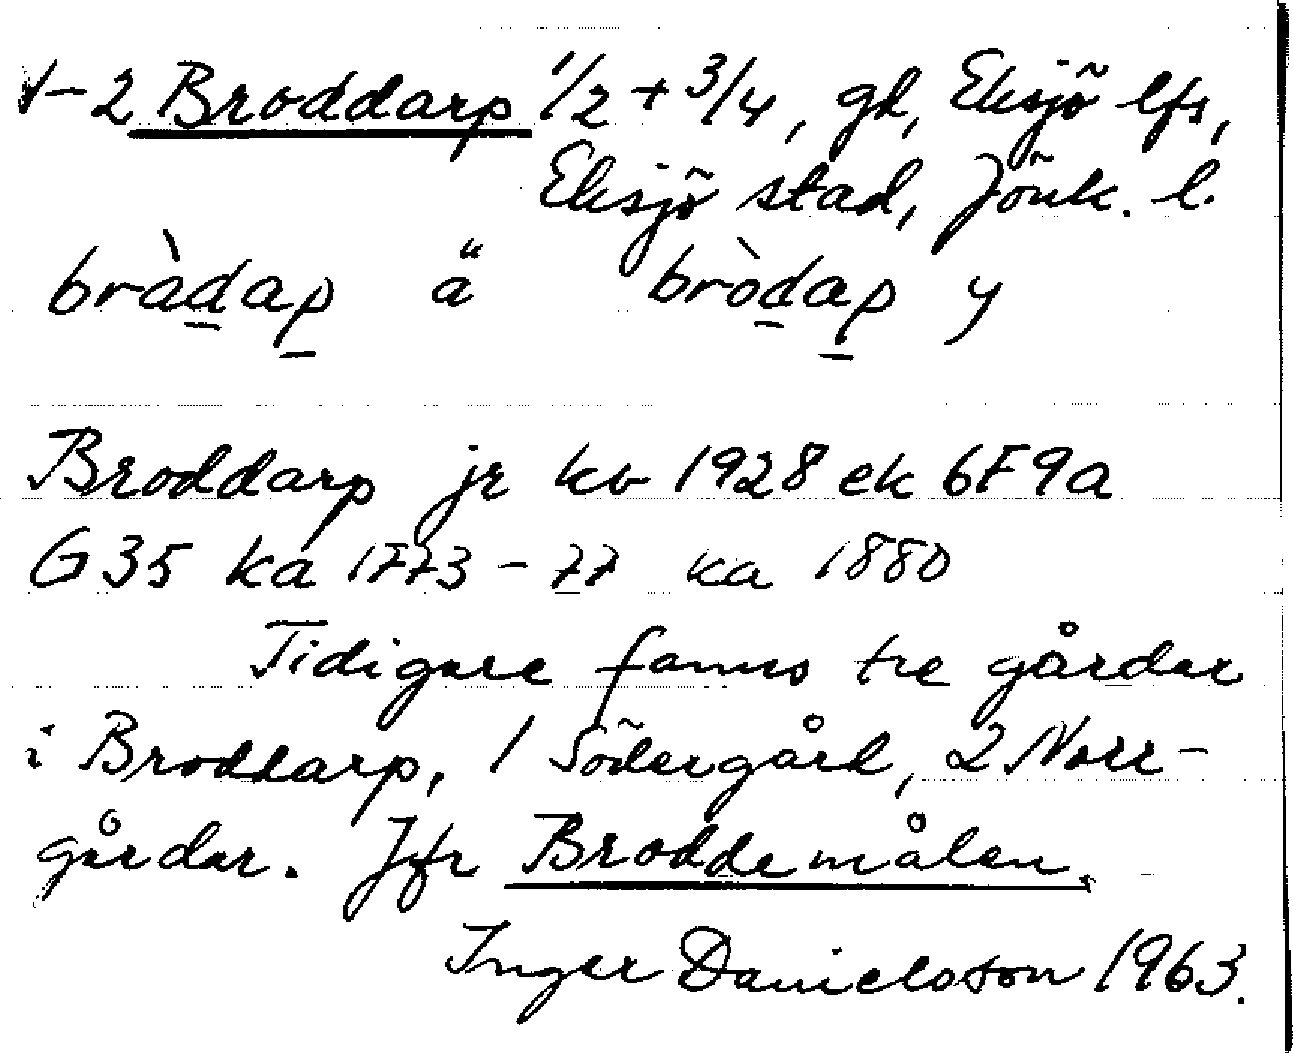 1-2 Broddarp 1/2 + 3/4, gd, Eksjö lfs,
Eksjö stad, Jönk. l.
bràdap ä bròdap y
Broddarp jr kb 1928 ek 6F9a
G35 ka 1773-77 ka 1880
Tidigare fanns tre gårdar
i Broddarp, 1 Södergård, 2 Norr-
gårdar. Jfr Broddemålen.
Inger Danielsson 1963.